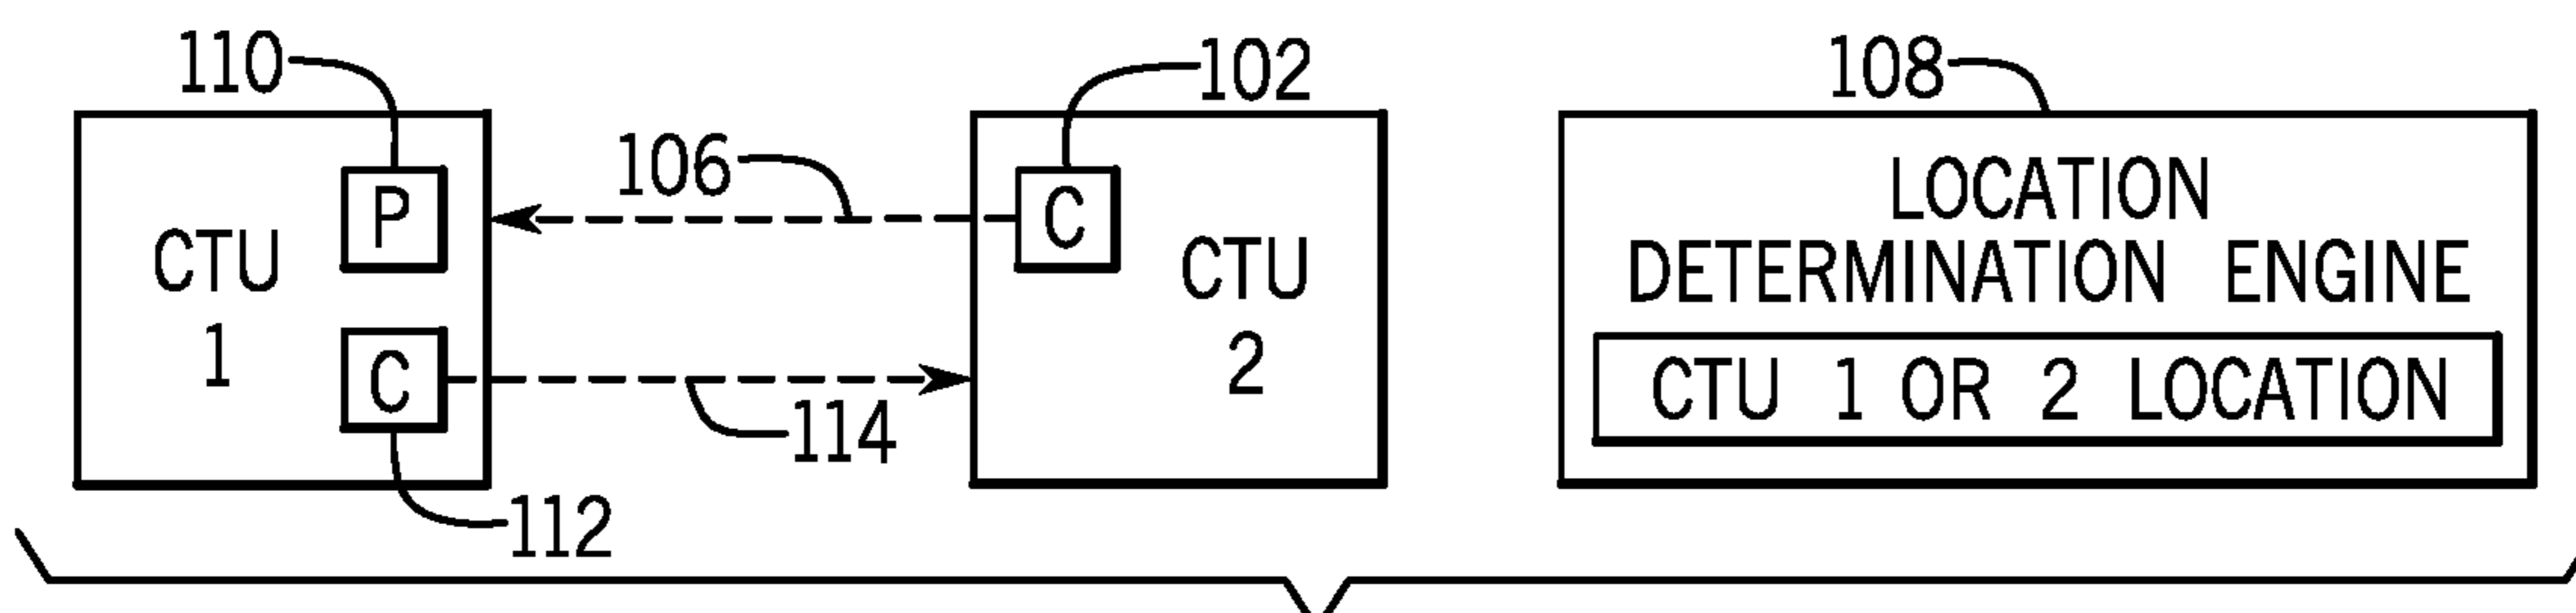 110
102
108
106
P
C
CTU
1
CTU
2
C
114
112
LOCATION
DETERMINATION ENGINE
CTU 1 OR 2 LOCATION